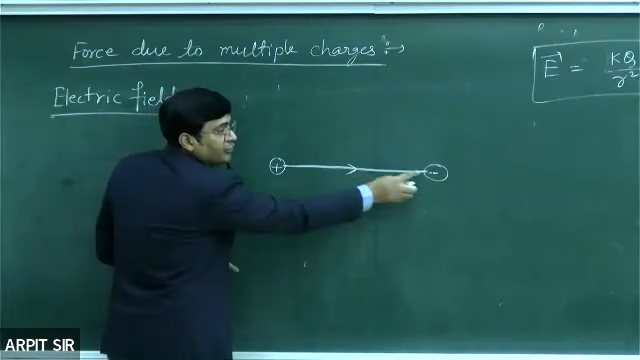 Force due to multiple charges :→
Electric field
E⃗ = KQ
r²
+ -
ARPIT SIR